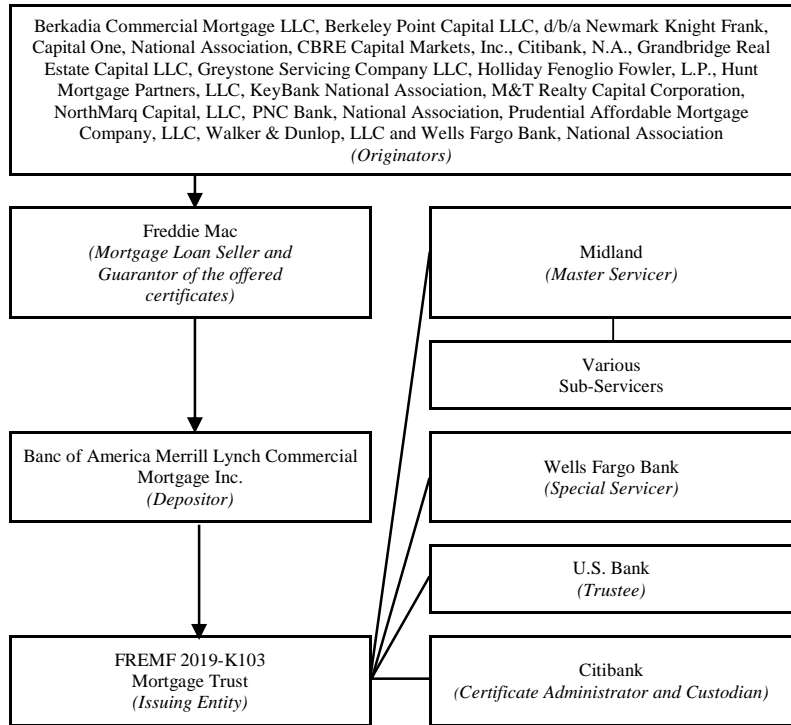 Berkadia Commercial Mortgage LLC, Berkeley Point Capital LLC, d/b/a Newmark Knight Frank,
Capital One, National Association, CBRE Capital Markets, Inc., Citibank, N.A., Grandbridge Real
Estate Capital LLC, Greystone Servicing Company LLC, Holliday Fenoglio Fowler, L.P., Hunt
Mortgage Partners, LLC, KeyBank National Association, M&T Realty Capital Corporation,
NorthMarq Capital, LLC, PNC Bank, National Association, Prudential Affordable Mortgage
Company, LLC, Walker & Dunlop, LLC and Wells Fargo Bank, National Association
(Originators)
Freddie Mac
(Mortgage Loan Seller and
Guarantor of the offered
certificates)
Midland
(Master Servicer)
Various
Sub-Servicers
Banc of America Merrill Lynch Commercial
Mortgage Inc.
(Depositor)
Wells Fargo Bank
(Special Servicer)
U.S. Bank
(Trustee)
FREMF 2019-K103
Mortgage Trust
(Issuing Entity)
Citibank
(Certificate Administrator and Custodian)